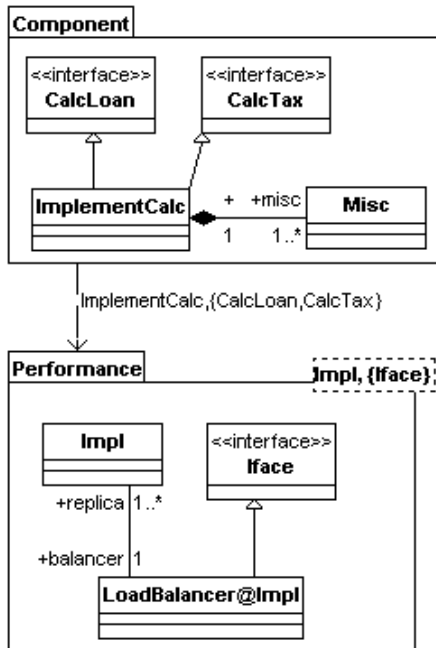 Component
<<interface>> <<interface>>
CalcLoan CalcTax
ImplementCalc + +misc Misc
1 1..*
ImplementCalc,{CalcLoan,CalcTax}
Performance Impl, {Iface}
Impl <<interface>>
Iface
+replica 1..*
+balancer 1
LoadBalancer@Impl